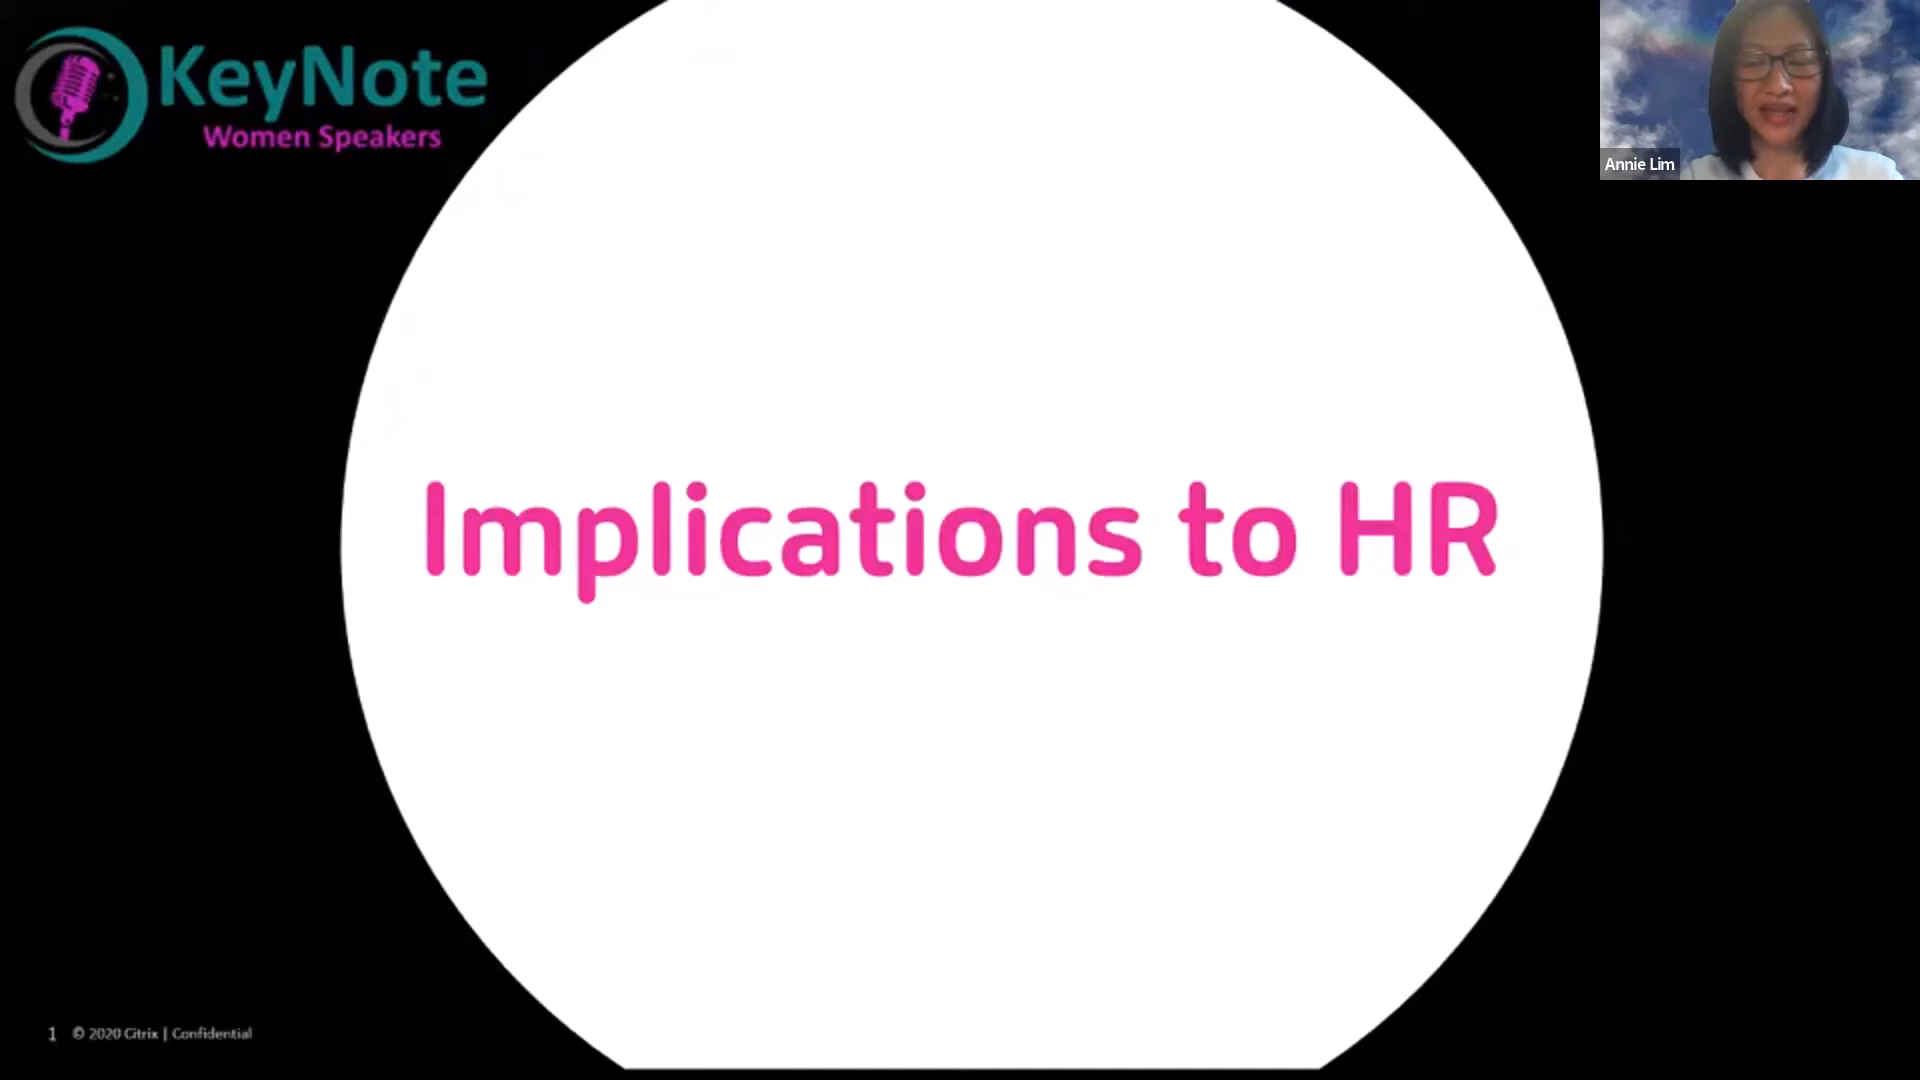 KeyNote
Women Speakers
Annie Lim
Implications to HR
1 © 2020 Citrix | Confidential